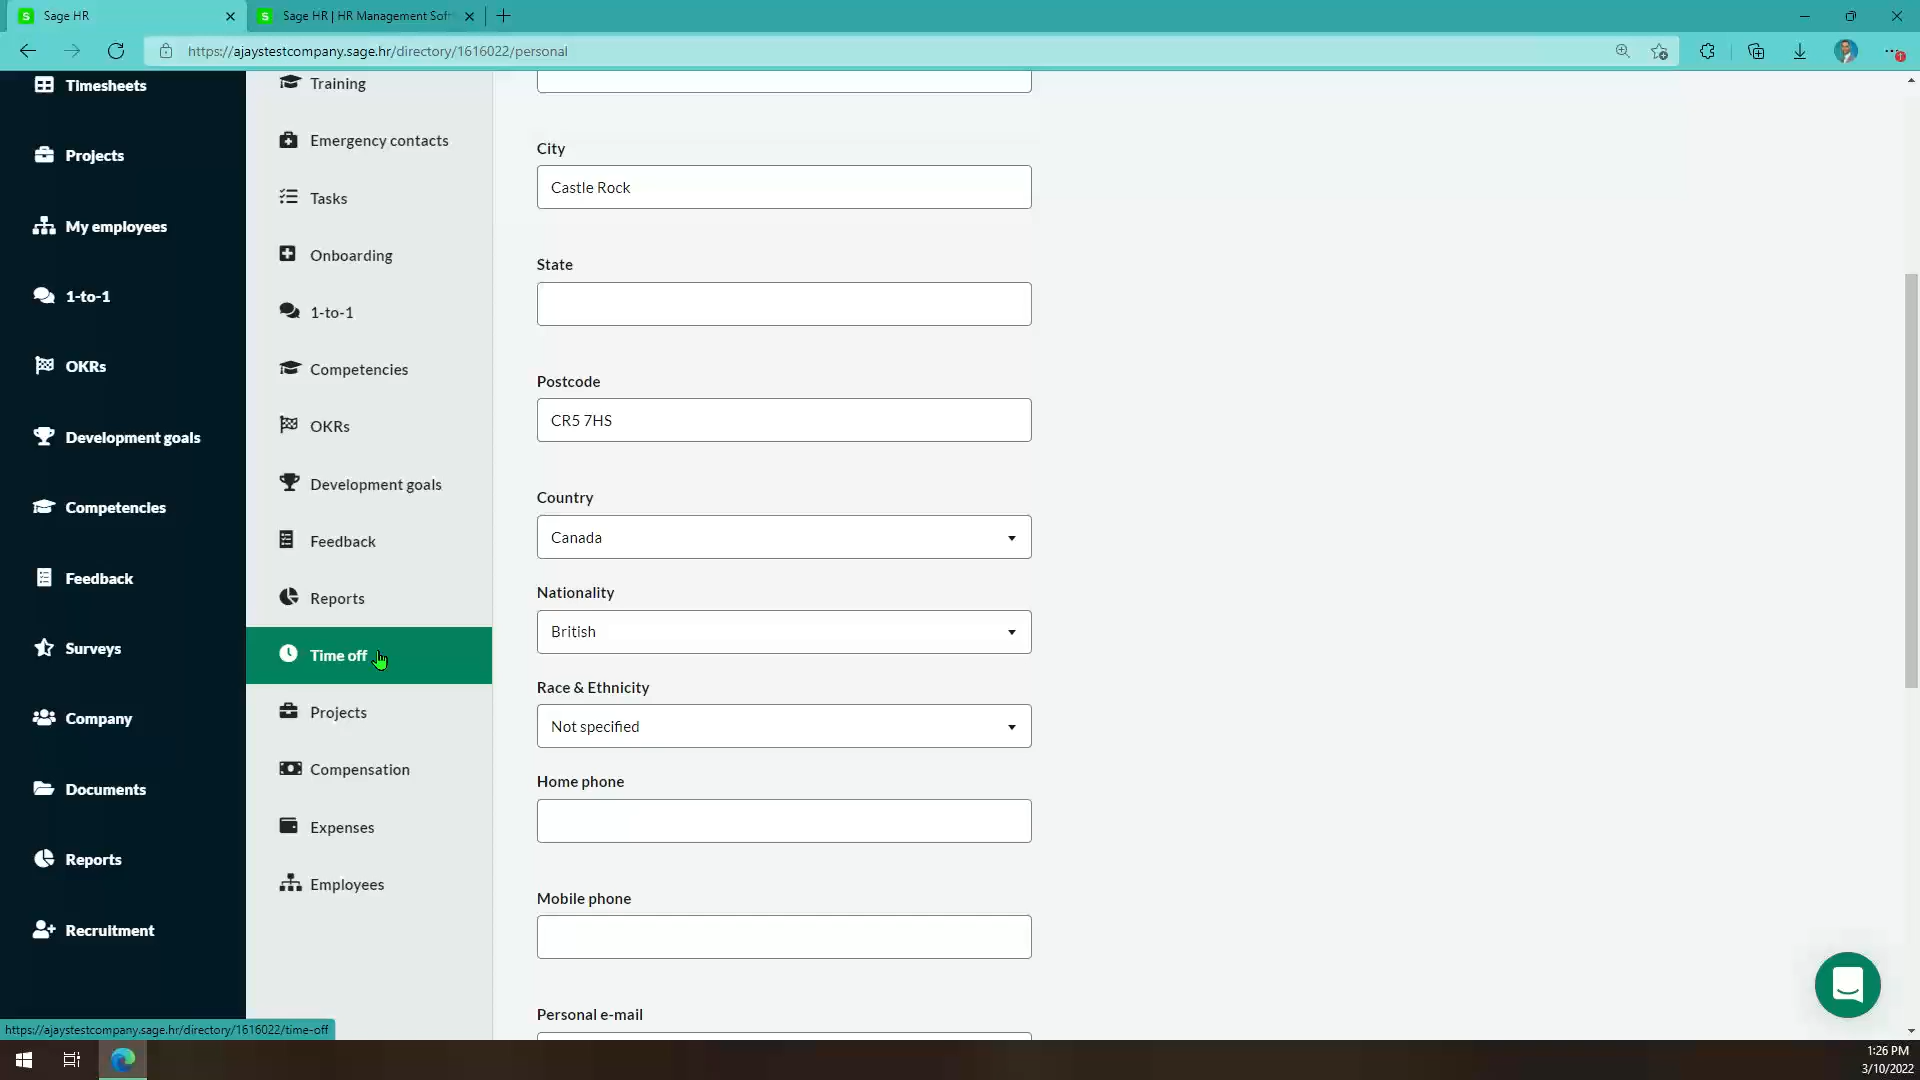 Sage HR
Sage HR | HR Management Soft
https://ajaystestcompany.sage.hr/directory/1616022/personal
1
Timesheets
Projects
My employees
1-to-1
OKRs
Development goals
Competencies
Feedback
Surveys
Company
Documents
Reports
Recruitment
Training
Emergency contacts
Tasks
Onboarding
1-to-1
Competencies
OKRs
Development goals
Feedback
Reports
Time off
Projects
Compensation
Expenses
Employees
City
Castle Rock
State
Postcode
CR5 7HS
Country
Canada
Nationality
British
Race & Ethnicity
Not specified
Home phone
Mobile phone
Personal e-mail
https://ajaystestcompany.sage.hr/directory/1616022/time-off
1:26 PM
3/10/2022